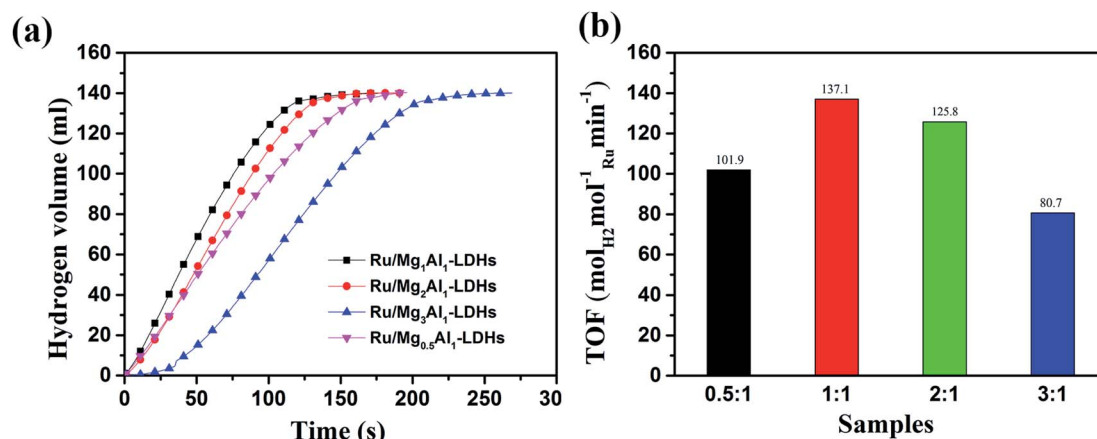 (a)
160
140
120
100
80
60
40
20
0
Hydrogen volume (ml)
0 50 100 150 200 250 30
Time (s)
Ru/Mg1Al1-LDHs
Ru/Mg2Al1-LDHs
Ru/Mg3Al1-LDHs
Ru/Mg0.5Al1-LDHs
(b)
160
140
120
100
80
60
40
20
0
TOF (molH2mol-1Ru min-1)
101.9
137.1
125.8
80.7
0.5:1 1:1 2:1 3:1
Samples